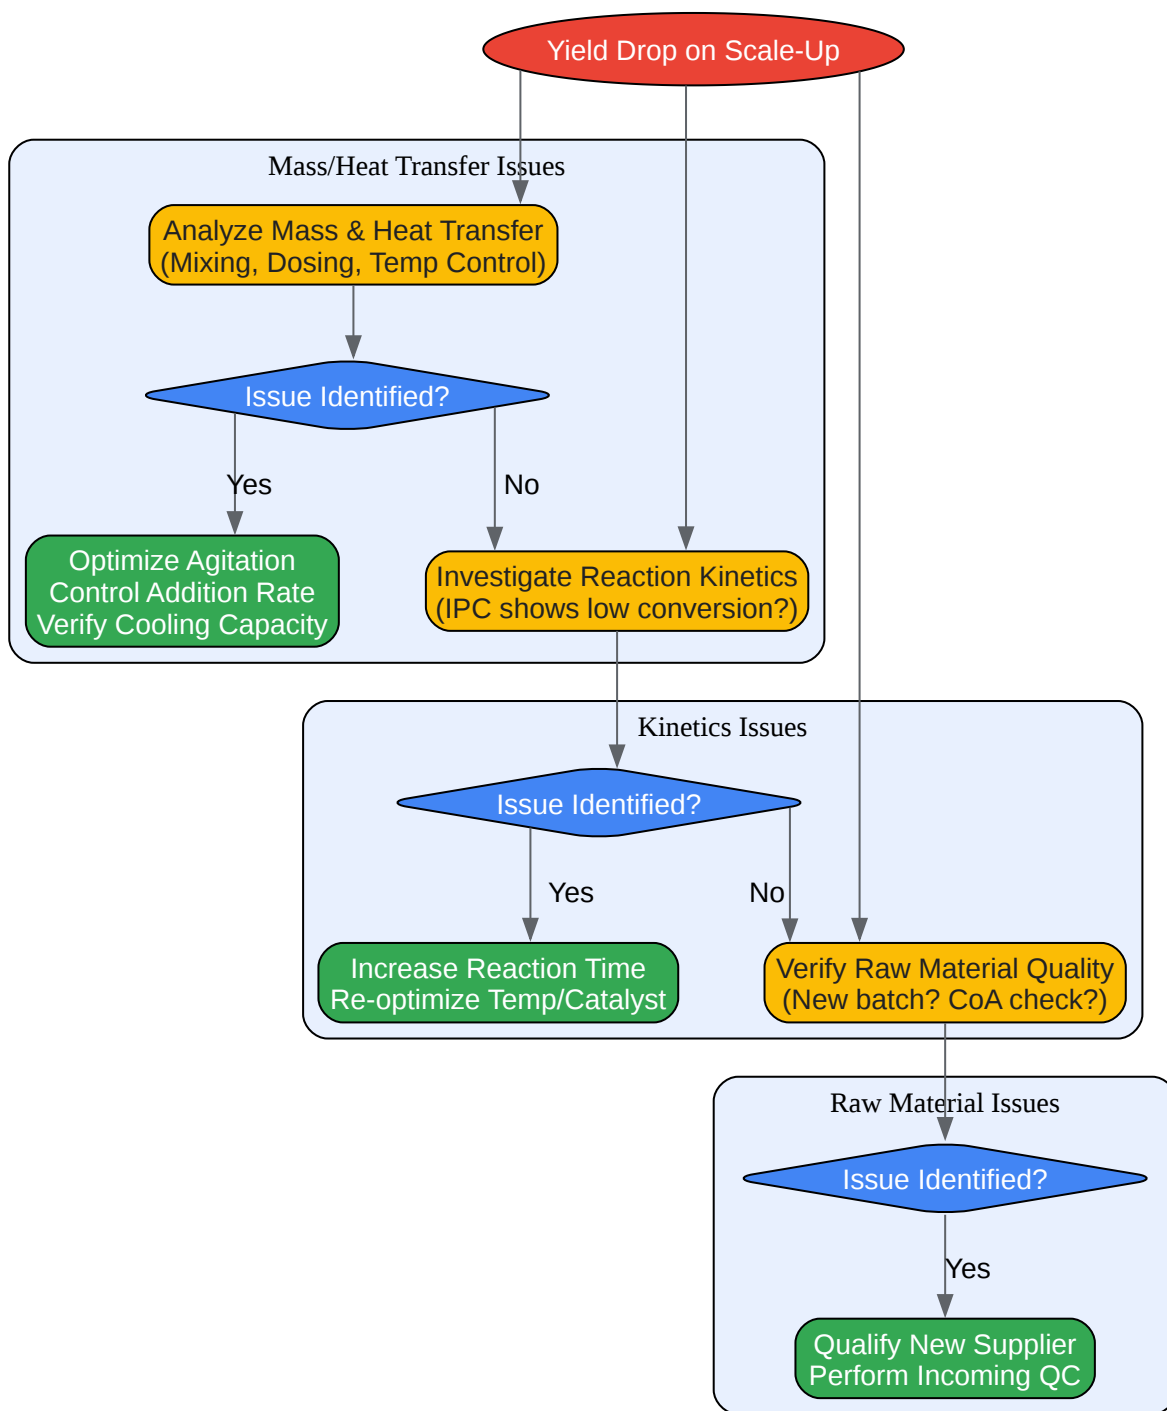 Yield Drop on Scale-Up
Mass/Heat Transfer Issues
Analyze Mass & Heat Transfer
(Mixing, Dosing, Temp Control)
Issue Identified?
Yes
No
Optimize Agitation
Control Addition Rate
Verify Cooling Capacity
Investigate Reaction Kinetics
(IPC shows low conversion?)
Kinetics Issues
Issue Identified?
Yes
No
Increase Reaction Time
Re-optimize Temp/Catalyst
Verify Raw Material Quality
(New batch? CoA check?)
Raw Material Issues
Issue Identified?
Yes
Qualify New Supplier
Perform Incoming QC